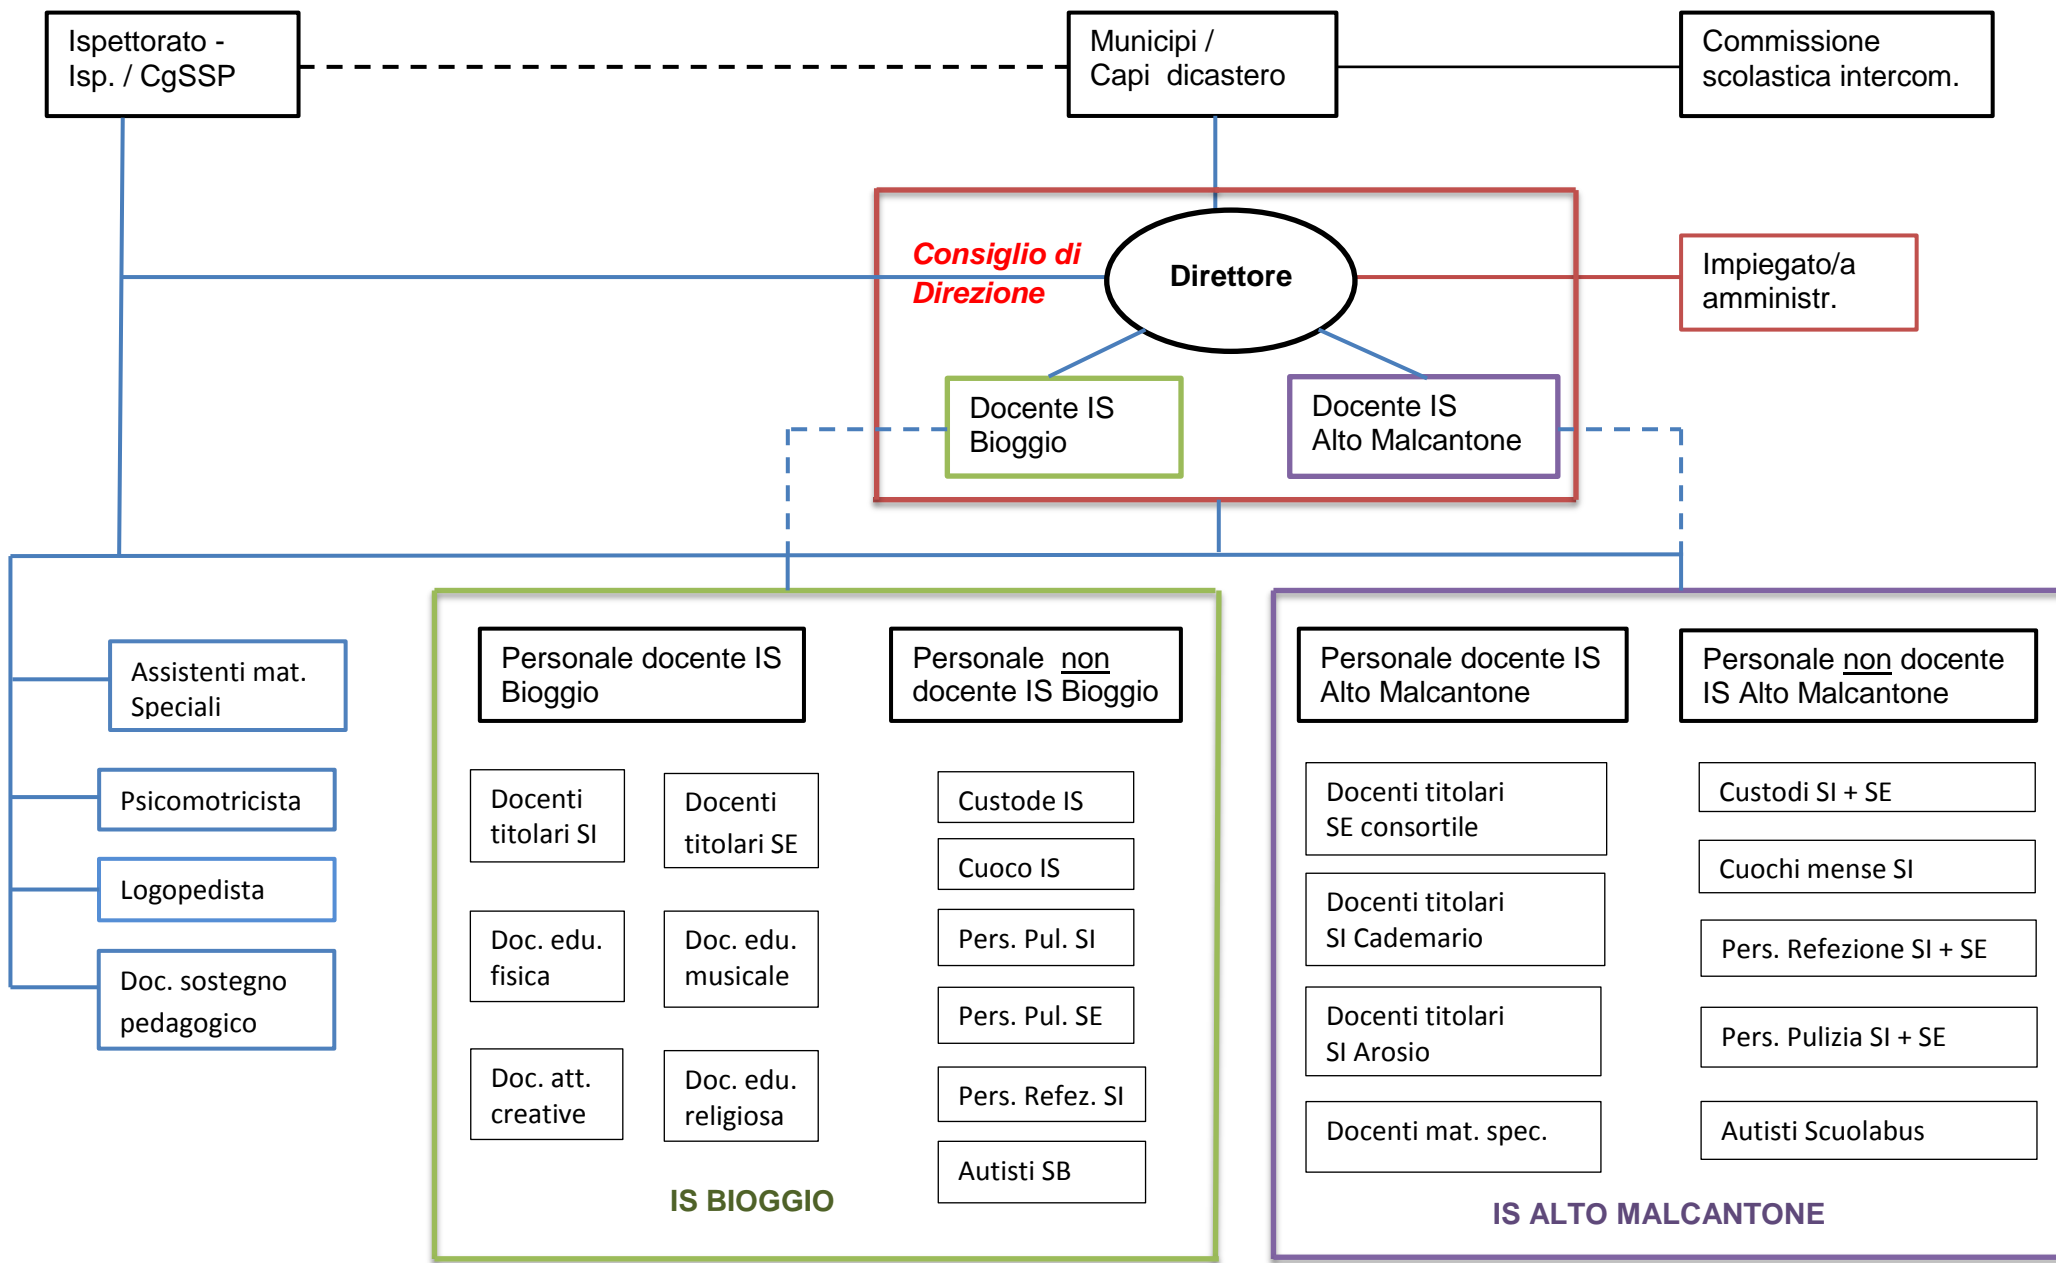 Ispettorato -
Isp. / CgSSP
Municipi /
Capi dicastero
Commissione
scolastica intercom.
Consiglio di
Direzione
Direttore
Impiegato/a
amministr.
Docente IS
Bioggio
Docente IS
Alto Malcantone
Assistenti mat.
Speciali
Psicomotricista
Logopedista
Doc. sostegno
pedagogico
Personale docente IS
Bioggio
Personale non
docente IS Bioggio
Docenti
titolari SI
Docenti
titolari SE
Doc. edu.
fisica
Doc. edu.
musicale
Doc. att.
creative
Doc. edu.
religiosa
Custode IS
Cuoco IS
Pers. Pul. SI
Pers. Pul. SE
Pers. Refez. SI
Autisti SB
IS BIOGGIO
Personale docente IS
Alto Malcantone
Personale non docente
IS Alto Malcantone
Docenti titolari
SE consortile
Docenti titolari
SI Cademario
Docenti titolari
SI Arosio
Docenti mat. spec.
Custodi SI + SE
Cuochi mense SI
Pers. Refezione SI + SE
Pers. Pulizia SI + SE
Autisti Scuolabus
IS ALTO MALCANTONE